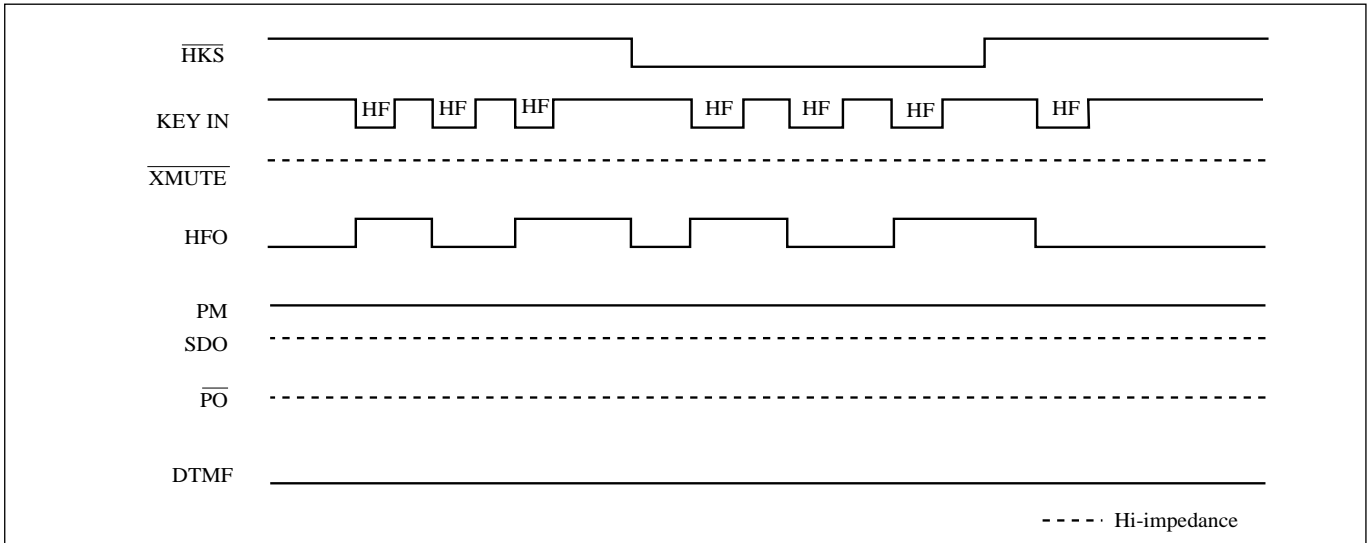 HKS
KEY IN HF HF HF HF HF HF HF
XMUTE
HFO
PM
SDO
PO
DTMF
Hi-impedance